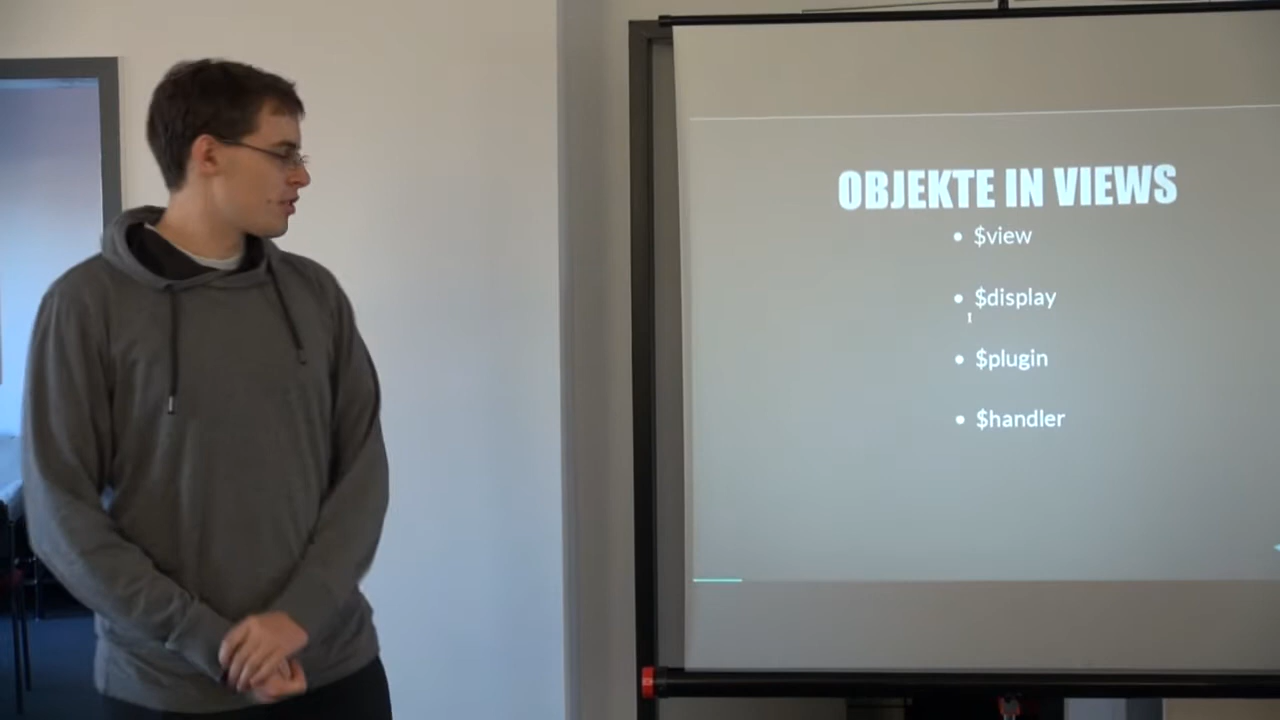 OBJEKTE IN VIEWS
• $view
• $display
• $plugin
• $handler